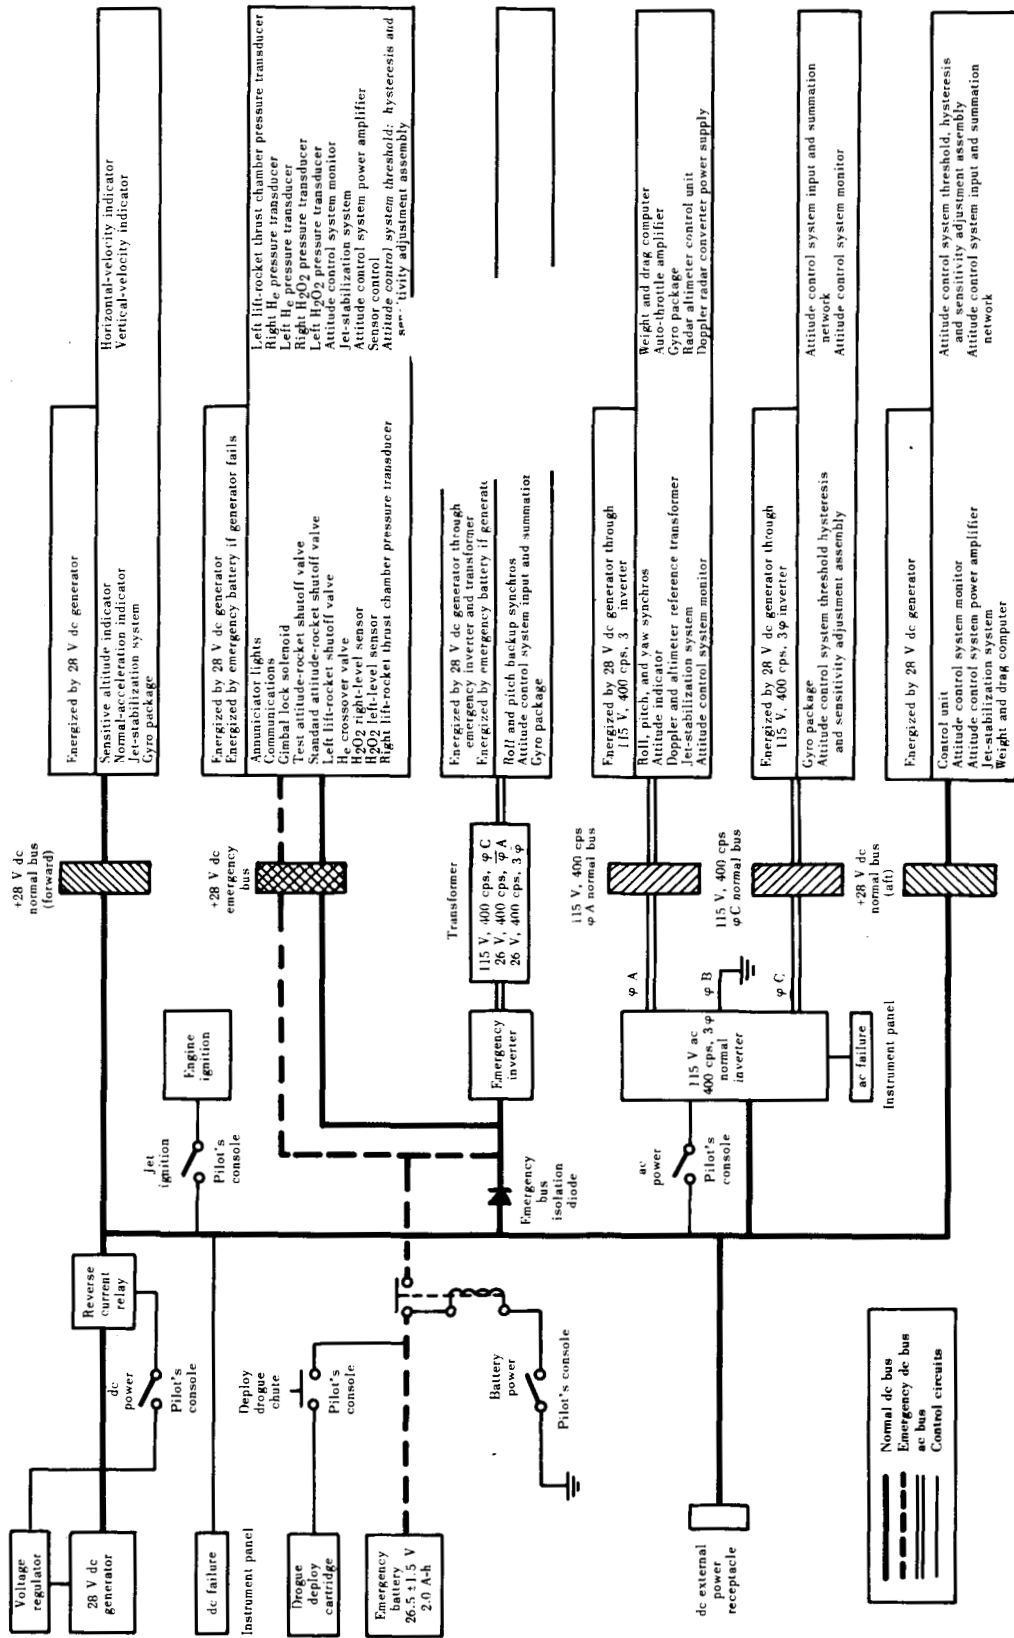 Voltage
regulator
28 V dc
generator
dc failure
Instrument panel
Drogue
deploy
cartridge
Emergency
battery
26.5 ±1.5 V
2.0 A-h
dc external
power
receptacle
Reverse
current
relay
dc
power
Pilot's
console
Deploy
drogue
chute
Pilot's
console
Battery
power
Pilot's console
Jet
ignition
Pilot's
console
Engine
ignition
Emergency
bus
isolation
diode
Emergency
inverter
Transformer
115 V, 400 cps, φ C
26 V, 400 cps, φ A
26 V, 400 cps, 3 φ
ac
power
Pilot's
console
115 V ac
400 cps, 3 φ
normal
inverter
ac failure
Instrument panel
φ A
φ B
φ C
+28 V dc
normal bus
(forward)
+28 V dc
emergency
bus
115 V, 400 cps
φ A normal bus
115 V, 400 cps
φ C normal bus
+28 V dc
normal bus
(aft)
Energized by 28 V dc generator
Sensitive altitude indicator
Normal-acceleration indicator
Jet-stabilization system
Gyro package
Horizontal-velocity indicator
Vertical-velocity indicator
Energized by 28 V dc generator
Energized by emergency battery if generator fails
Annunciator lights
Communications
Gimbal lock solenoid
Test attitude-rocket shutoff valve
Standard attitude-rocket shutoff valve
Left lift-rocket shutoff valve
He crossover valve
H2O2 right-level sensor
H2O2 left-level sensor
Right lift-rocket thrust chamber pressure transducer
Left lift-rocket thrust chamber pressure transducer
Right He pressure transducer
Left He pressure transducer
Right H2O2 pressure transducer
Left H2O2 pressure transducer
Attitude control system monitor
Jet-stabilization system
Attitude control system power amplifier
Sensor control
Attitude control system threshold; hysteresis and
sensitivity adjustment assembly
Energized by 28 V dc generator through
emergency inverter and transformer
Energized by emergency battery if generato
Roll and pitch backup synchros
Attitude control system input and summation
Gyro package
Energized by 28 V dc generator through
115 V, 400 cps, 3 inverter
Roll, pitch, and yaw synchros
Attitude indicator
Doppler and altimeter reference transformer
Jet-stabilization system
Attitude control system monitor
Weight and drag computer
Auto-throttle amplifier
Gyro package
Radar altimeter control unit
Doppler radar converter power supply
Energized by 28 V dc generator through
115 V, 400 cps, 3φ inverter
Gyro package
Attitude control system threshold hysteresis
and sensitivity adjustment assembly
Attitude control system input and summation
network
Attitude control system monitor
Energized by 28 V dc generator
Control unit
Attitude control system monitor
Attitude control system power amplifier
Jet-stabilization system
Weight and drag computer
Attitude control system threshold, hysteresis
and sensitivity adjustment assembly
Attitude control system input and summation
network
Normal dc bus
Emergency dc bus
ac bus
Control circuits